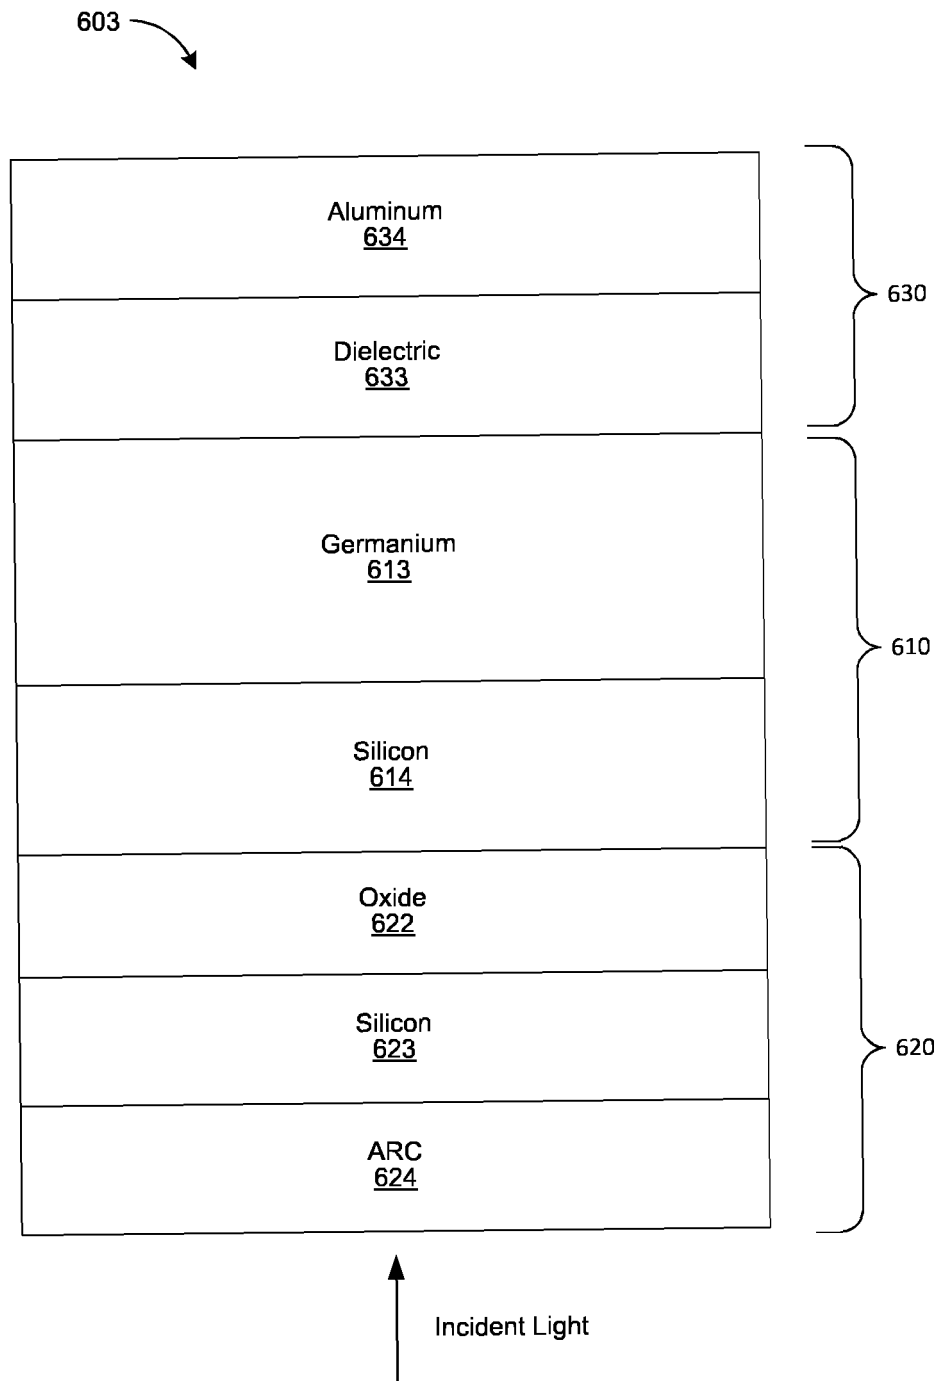 603
Aluminum
634
630
Dielectric
633
Germanium
613
610
Silicon
614
Oxide
622
Silicon
623
620
ARC
624
Incident Light